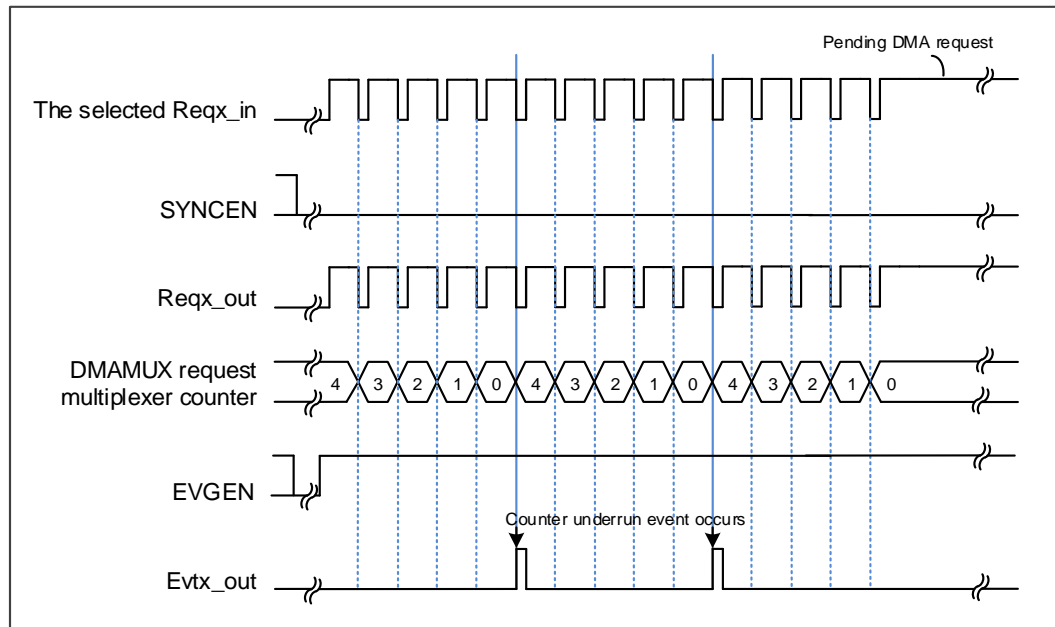 Pending DMA request
The selected Reqx_in
SYNCEN
Reqx_out
DMAMUX request
multiplexer counter
4 3 2 1 0 4 3 2 1 0 4 3 2 1 0
EVGEN
Counter underrun event occurs
Evtx_out